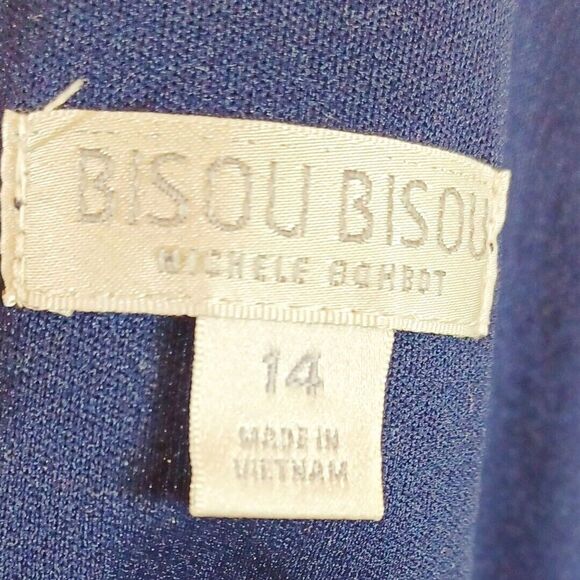 BISOU BISOU
MICHELE BOHBOT
14
MADE IN
VIETNAM